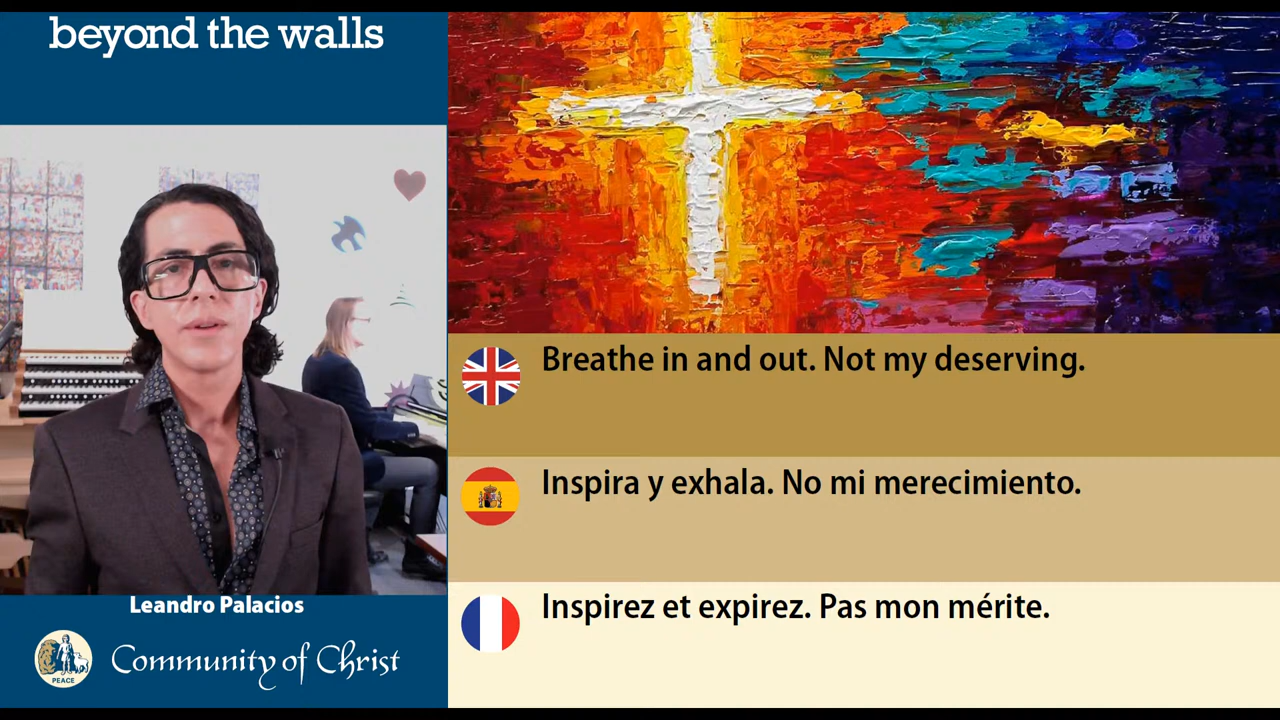 beyond the walls
Breathe in and out. Not my deserving.
Inspira y exhala. No mi merecimiento.
Inspirez et expirez. Pas mon mérite.
Leandro Palacios
PEACE
Community of Christ